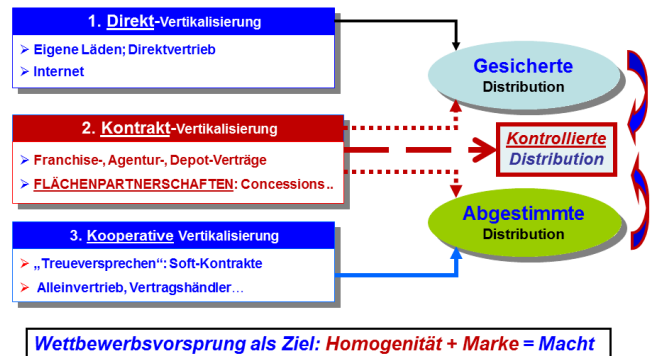 1. Direkt-Vertikalisierung
➢ Eigene Läden; Direktvertrieb
➢ Internet
2. Kontrakt-Vertikalisierung
➢ Franchise-, Agentur-, Depot-Verträge
➢ FLÄCHENPARTNERSCHAFTEN: Concessions..
3. Kooperative Vertikalisierung
➢ „Treueversprechen“: Soft-Kontrakte
➢ Alleinvertrieb, Vertragshändler…
Gesicherte
Distribution
Kontrollierte
Distribution
Abgestimmte
Distribution
Wettbewerbsvorsprung als Ziel: Homogenität + Marke = Macht